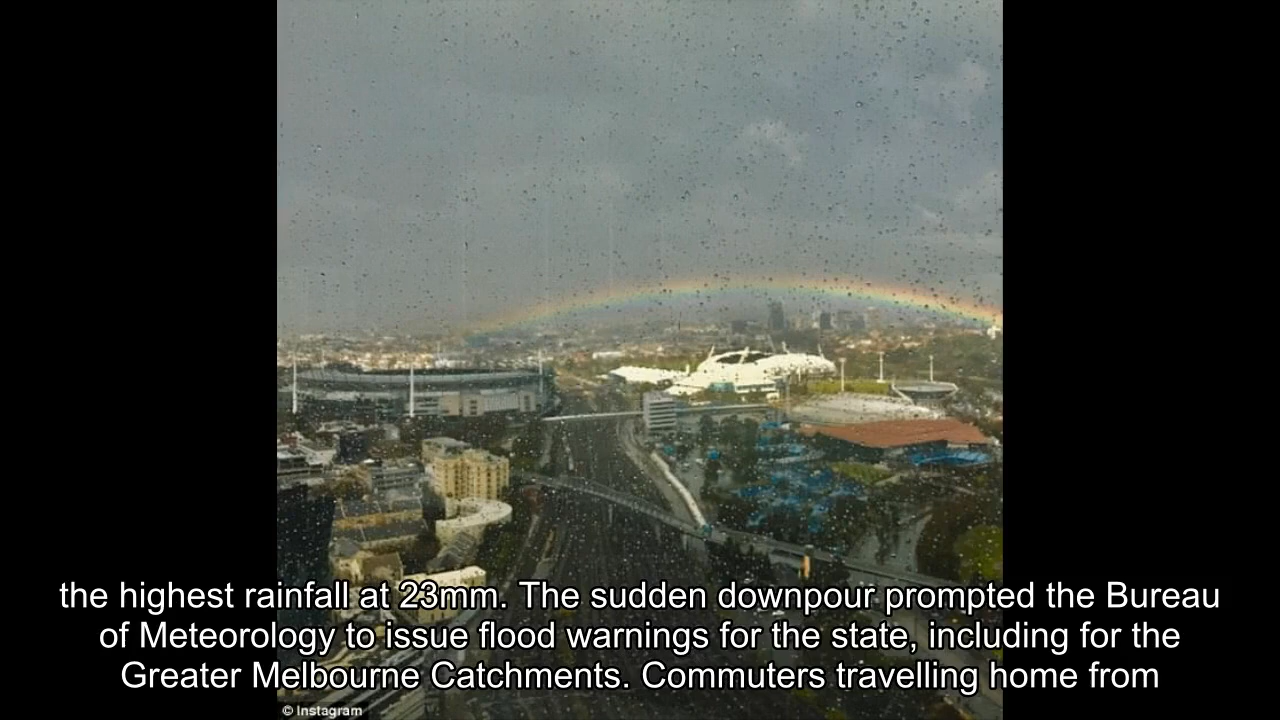 the highest rainfall at 23mm. The sudden downpour prompted the Bureau
of Meteorology to issue flood warnings for the state, including for the
Greater Melbourne Catchments. Commuters travelling home from
© Instagram